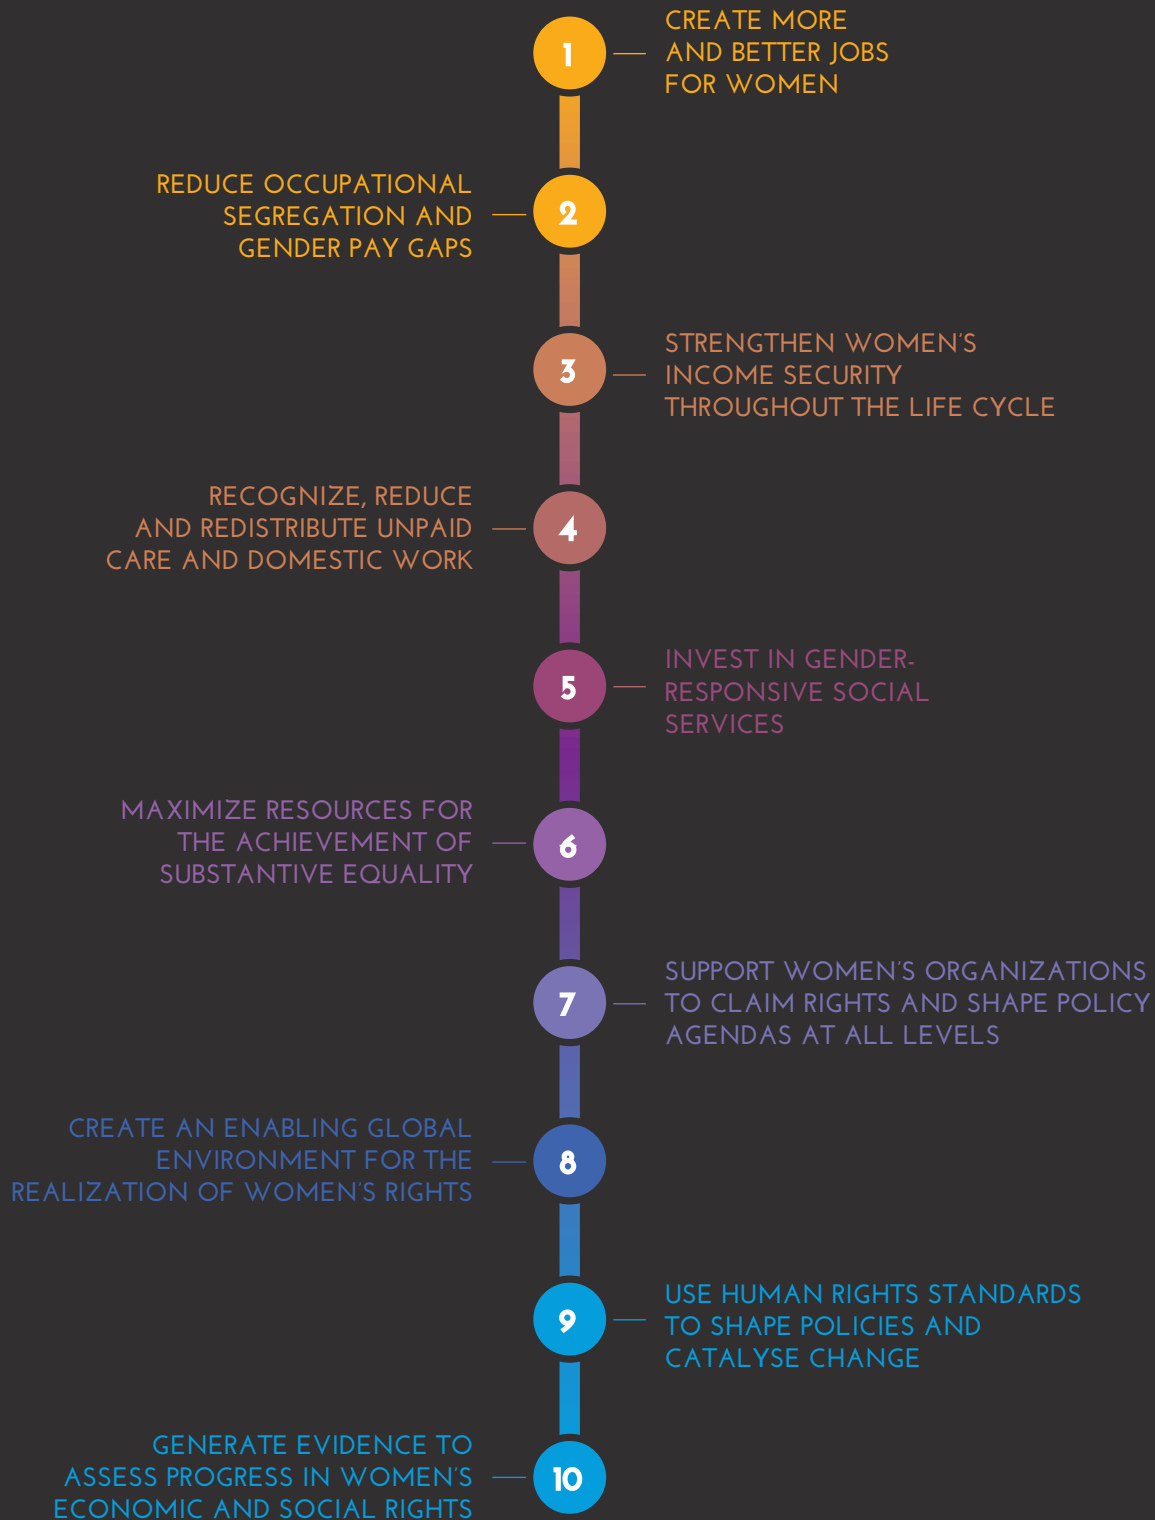 1
CREATE MORE
AND BETTER JOBS
FOR WOMEN
2
REDUCE OCCUPATIONAL
SEGREGATION AND
GENDER PAY GAPS
3
STRENGTHEN WOMEN'S
INCOME SECURITY
THROUGHOUT THE LIFE CYCLE
4
RECOGNIZE, REDUCE
AND REDISTRIBUTE UNPAID
CARE AND DOMESTIC WORK
5
INVEST IN GENDER-
RESPONSIVE SOCIAL
SERVICES
6
MAXIMIZE RESOURCES FOR
THE ACHIEVEMENT OF
SUBSTANTIVE EQUALITY
7
SUPPORT WOMEN'S ORGANIZATIONS
TO CLAIM RIGHTS AND SHAPE POLICY
AGENDAS AT ALL LEVELS
8
CREATE AN ENABLING GLOBAL
ENVIRONMENT FOR THE
REALIZATION OF WOMEN'S RIGHTS
9
USE HUMAN RIGHTS STANDARDS
TO SHAPE POLICIES AND
CATALYSE CHANGE
10
GENERATE EVIDENCE TO
ASSESS PROGRESS IN WOMEN'S
ECONOMIC AND SOCIAL RIGHTS